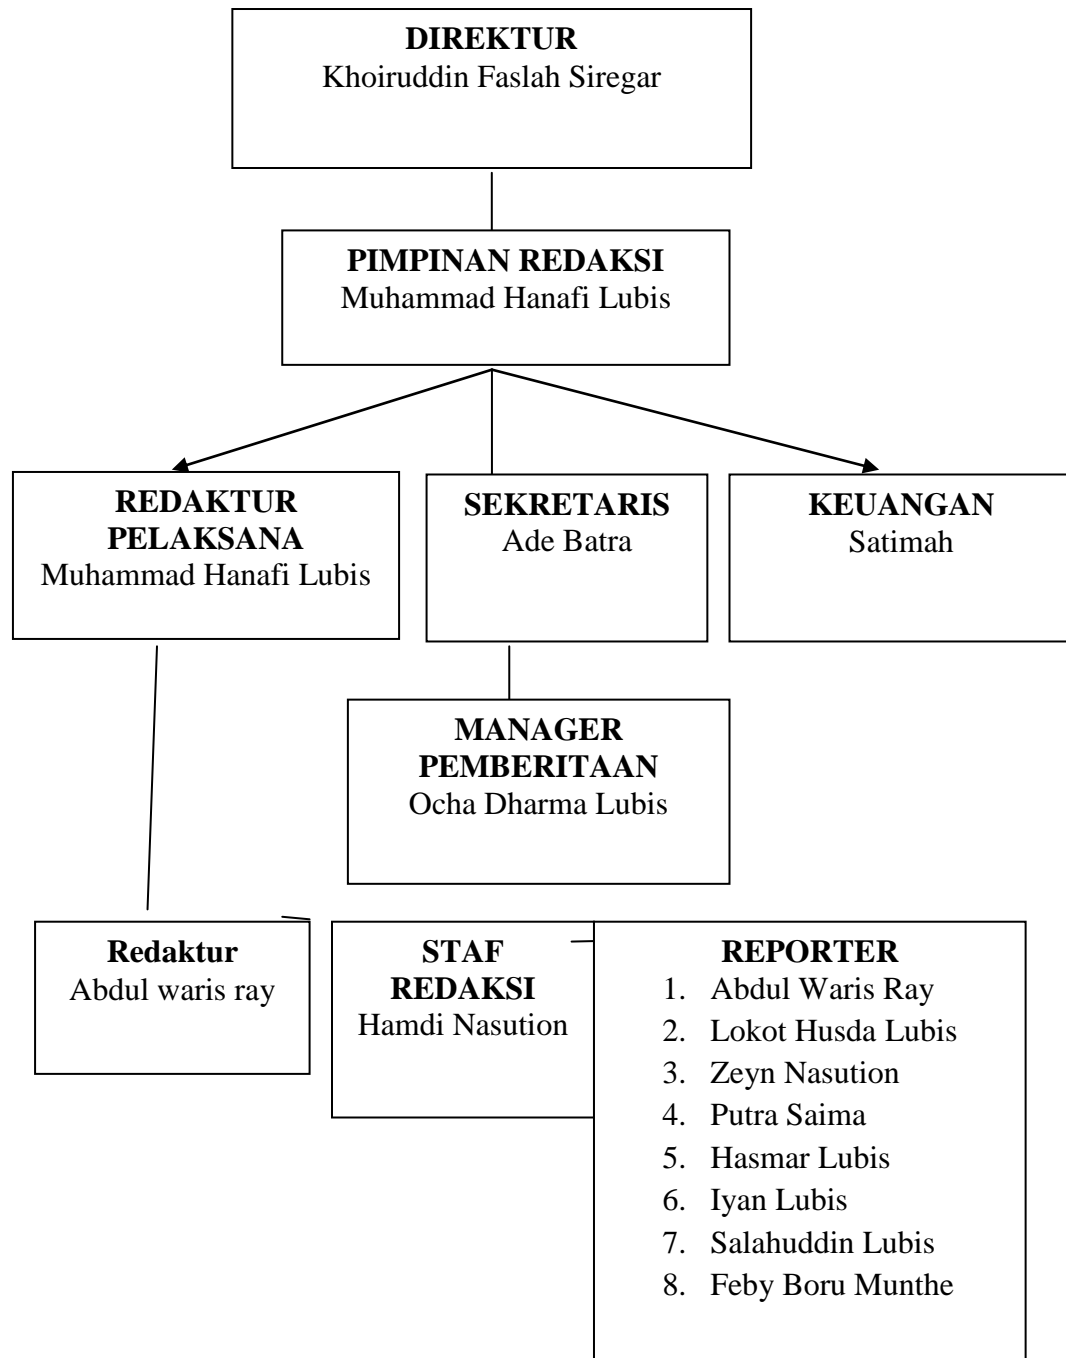 DIREKTUR
Khoiruddin Faslah Siregar
PIMPINAN REDAKSI
Muhammad Hanafi Lubis
REDAKTUR
PELAKSANA
Muhammad Hanafi Lubis
SEKRETARIS
Ade Batra
KEUANGAN
Satimah
MANAGER
PEMBERITAAN
Ocha Dharma Lubis
Redaktur
Abdul waris ray
STAF
REDAKSI
Hamdi Nasution
REPORTER
1. Abdul Waris Ray
2. Lokot Husda Lubis
3. Zeyn Nasution
4. Putra Saima
5. Hasmar Lubis
6. Iyan Lubis
7. Salahuddin Lubis
8. Feby Boru Munthe